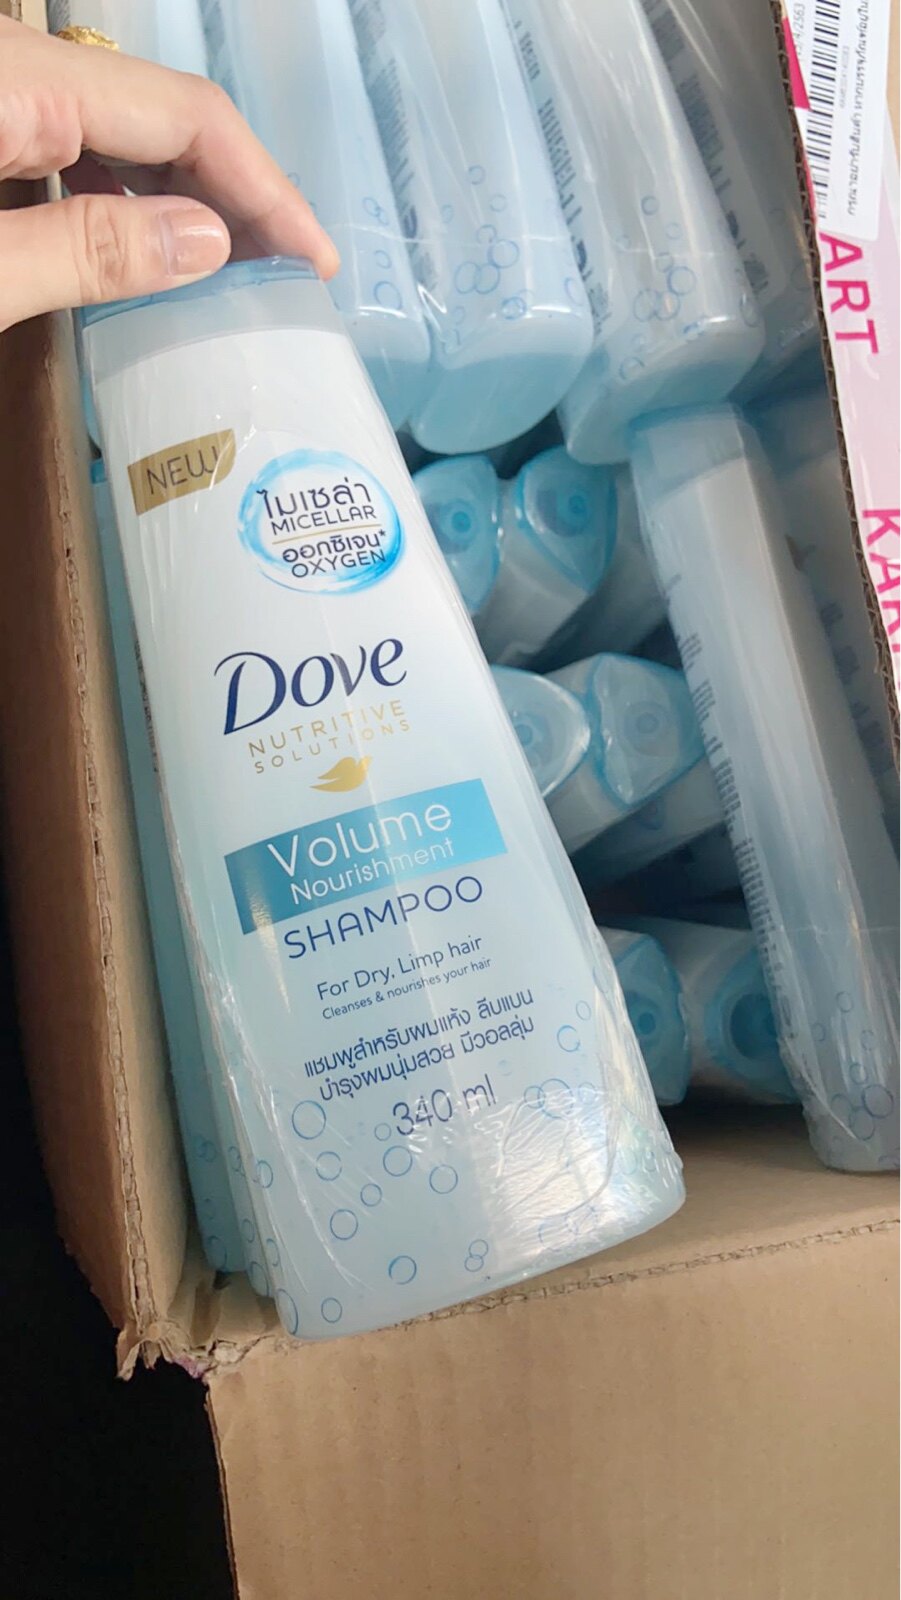 NEW
ไมเซล่า
MICELLAR
ออกซิเจน*
OXYGEN
Dove
NUTRITIVE
SOLUTIONS
Volume
Nourishment
SHAMPOO
For Dry, Limp hair
Cleanses & nourishes your hair
แชมพูสำหรับผมแห้ง ลีบแบน
บำรุงผมนุ่มสวย มีวอลลุ่ม
340 ml
ART
KAR